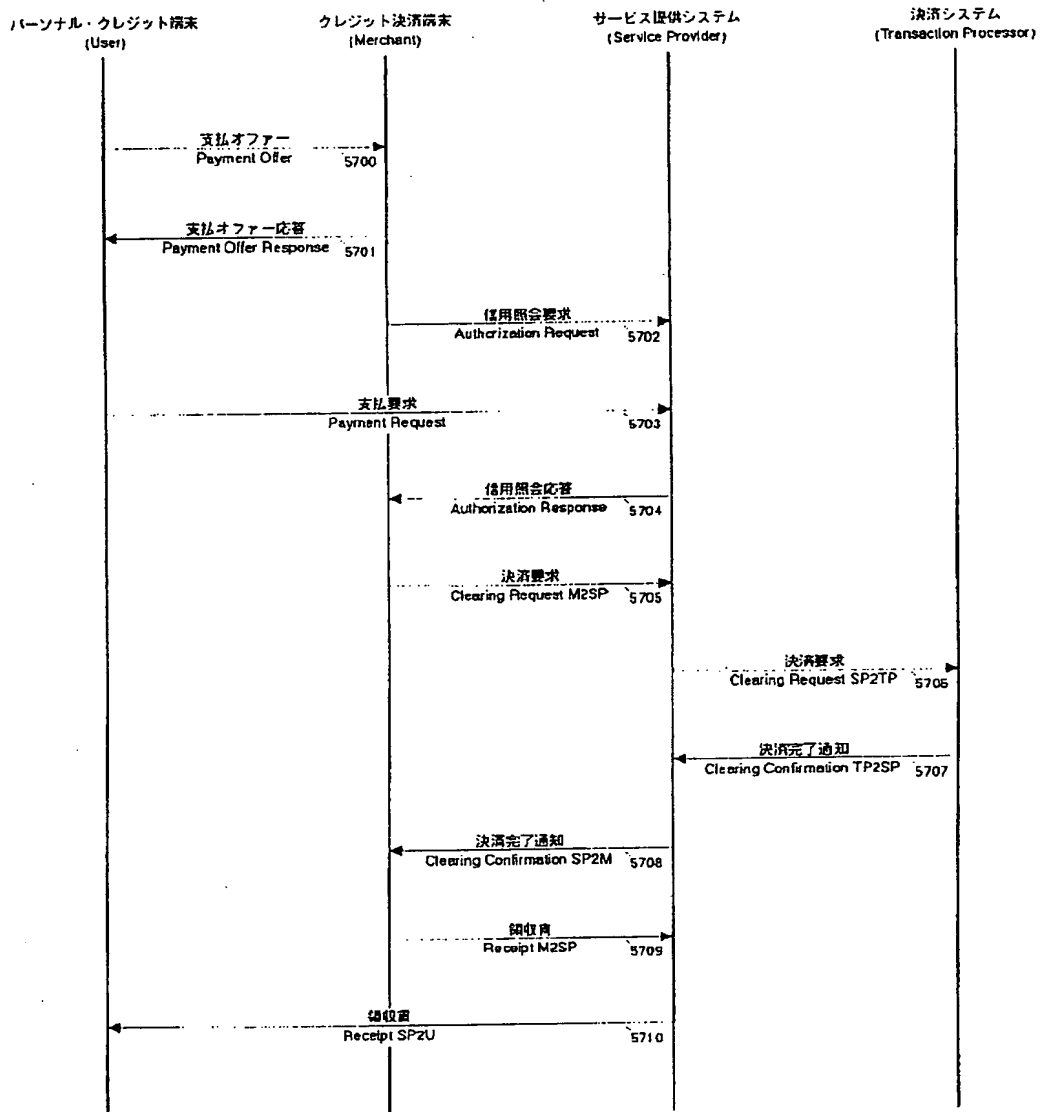 パーソナル・クレジット端末
(User)
クレジット決済端末
(Merchant)
サービス提供システム
(Service Provider)
決済システム
(Transaction Processor)
支払オファー
Payment Offer
5700
支払オファー応答
Payment Offer Response
5701
信用照会要求
Authorization Request
5702
支払要求
Payment Request
5703
信用照会応答
Authorization Response
5704
決済要求
Clearing Request M2SP
5705
決済要求
Clearing Request SP2TP
5706
決済完了通知
Clearing Confirmation TP2SP
5707
決済完了通知
Clearing Confirmation SP2M
5708
領収書
Receipt M2SP
5709
領収書
Receipt SP2U
5710